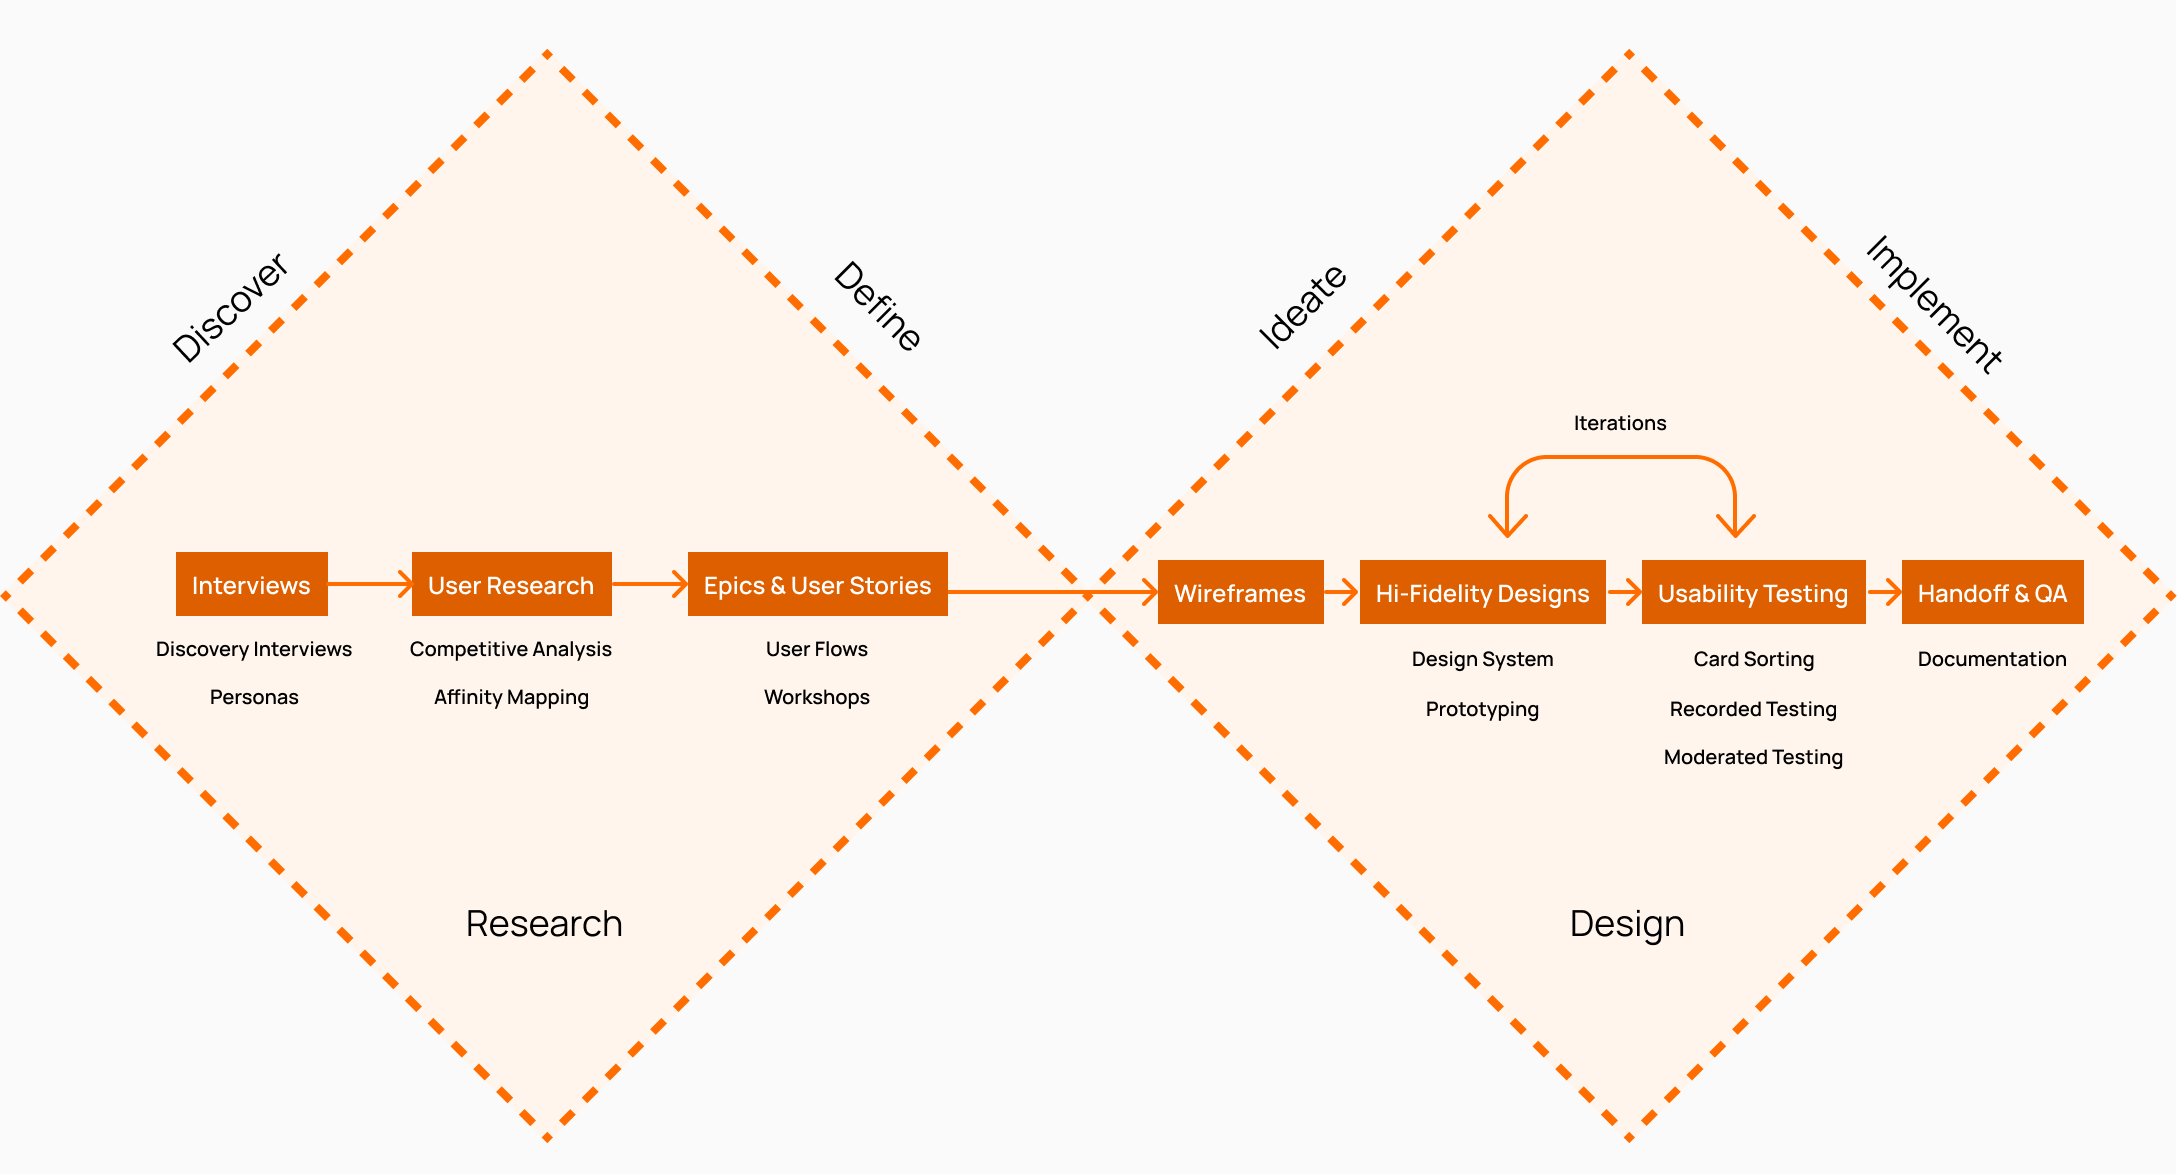 Discover
Define
Ideate
Implement
Iterations
Interviews
User Research
Epics & User Stories
Wireframes
Hi-Fidelity Designs
Usability Testing
Handoff & QA
Discovery Interviews
Personas
Competitive Analysis
Affinity Mapping
User Flows
Workshops
Design System
Prototyping
Card Sorting
Recorded Testing
Moderated Testing
Documentation
Research
Design